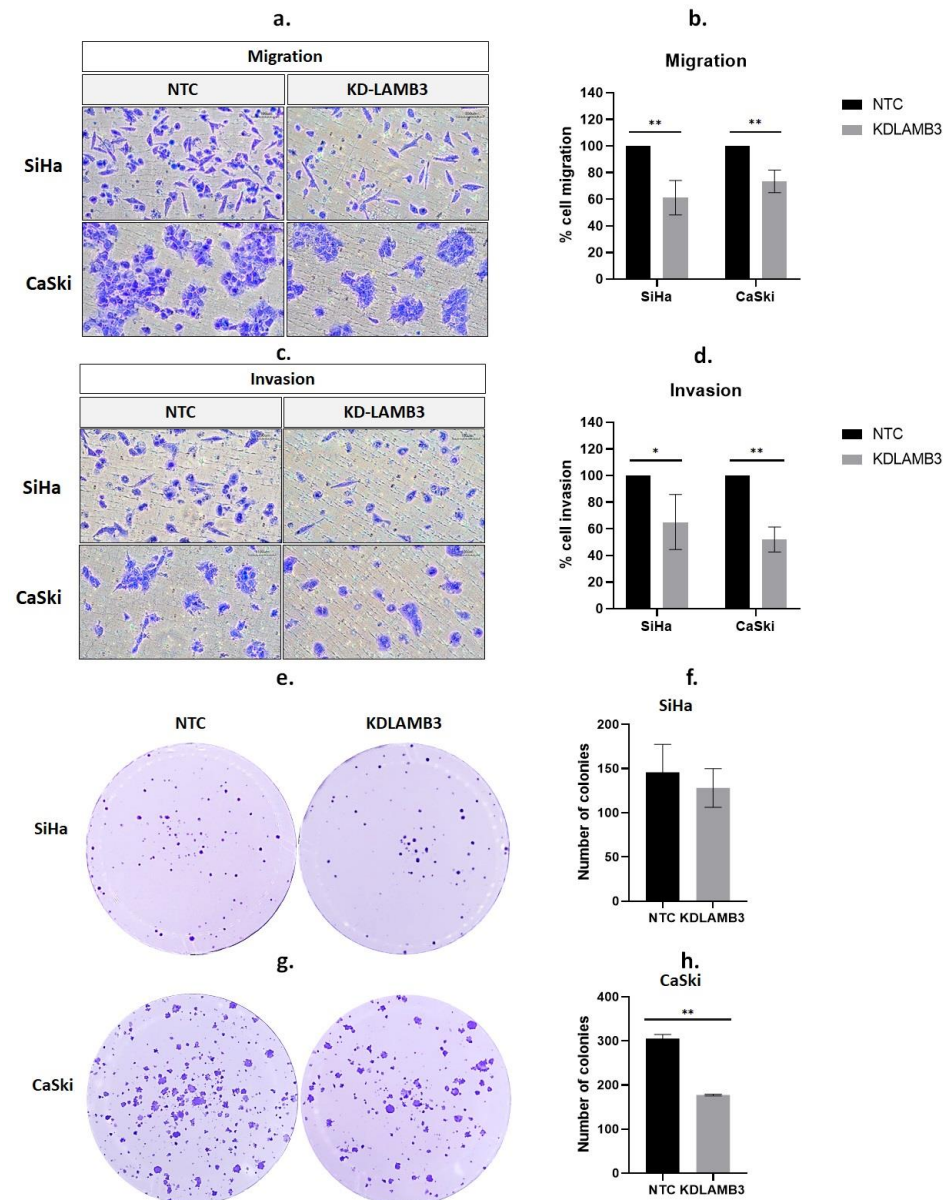 a.
Migration
NTC KD-LAMB3
SiHa
CaSki
b.
Migration
% cell migration
140
120
100
80
60
40
20
0
** **
SiHa CaSki
NTC
KDLAMB3
c.
Invasion
NTC KD-LAMB3
SiHa
CaSki
d.
Invasion
% cell invasion
140
120
100
80
60
40
20
0
* **
SiHa CaSki
NTC
KDLAMB3
e.
NTC KDLAMB3
SiHa
f.
SiHa
Number of colonies
200
150
100
50
0
NTC KDLAMB3
g.
CaSki
h.
CaSki
Number of colonies
400
300
200
100
0
**
NTC KDLAMB3